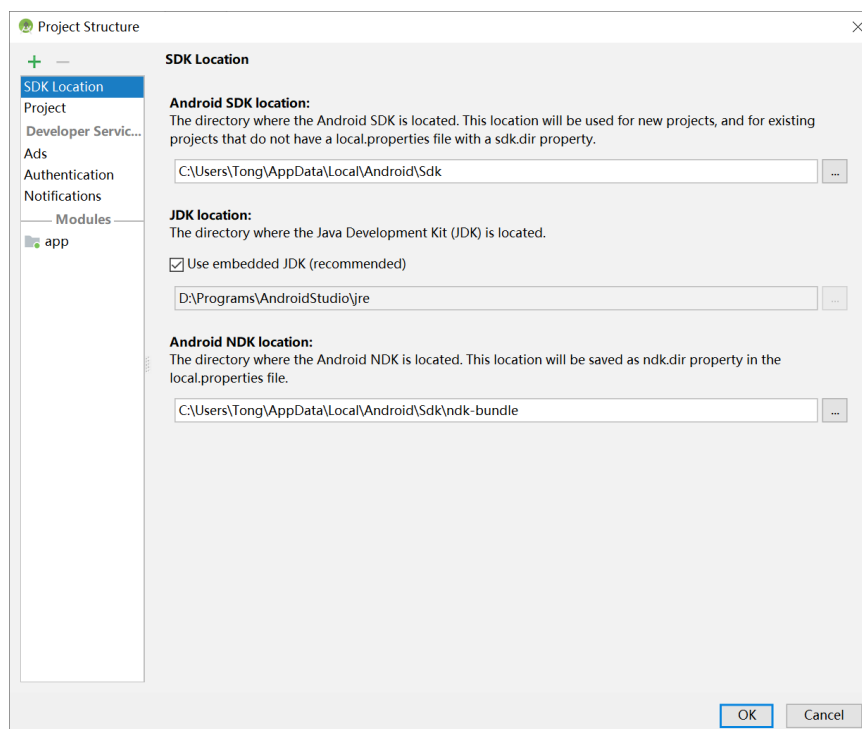 Project Structure
SDK Location
Project
Developer Servic...
Ads
Authentication
Notifications
Modules
app
SDK Location
Android SDK location:
The directory where the Android SDK is located. This location will be used for new projects, and for existing
projects that do not have a local.properties file with a sdk.dir property.
C:\Users\Tong\AppData\Local\Android\Sdk
...
JDK location:
The directory where the Java Development Kit (JDK) is located.
Use embedded JDK (recommended)
D:\Programs\AndroidStudio\jre
...
Android NDK location:
The directory where the Android NDK is located. This location will be saved as ndk.dir property in the
local.properties file.
C:\Users\Tong\AppData\Local\Android\Sdk\ndk-bundle
...
OK
Cancel